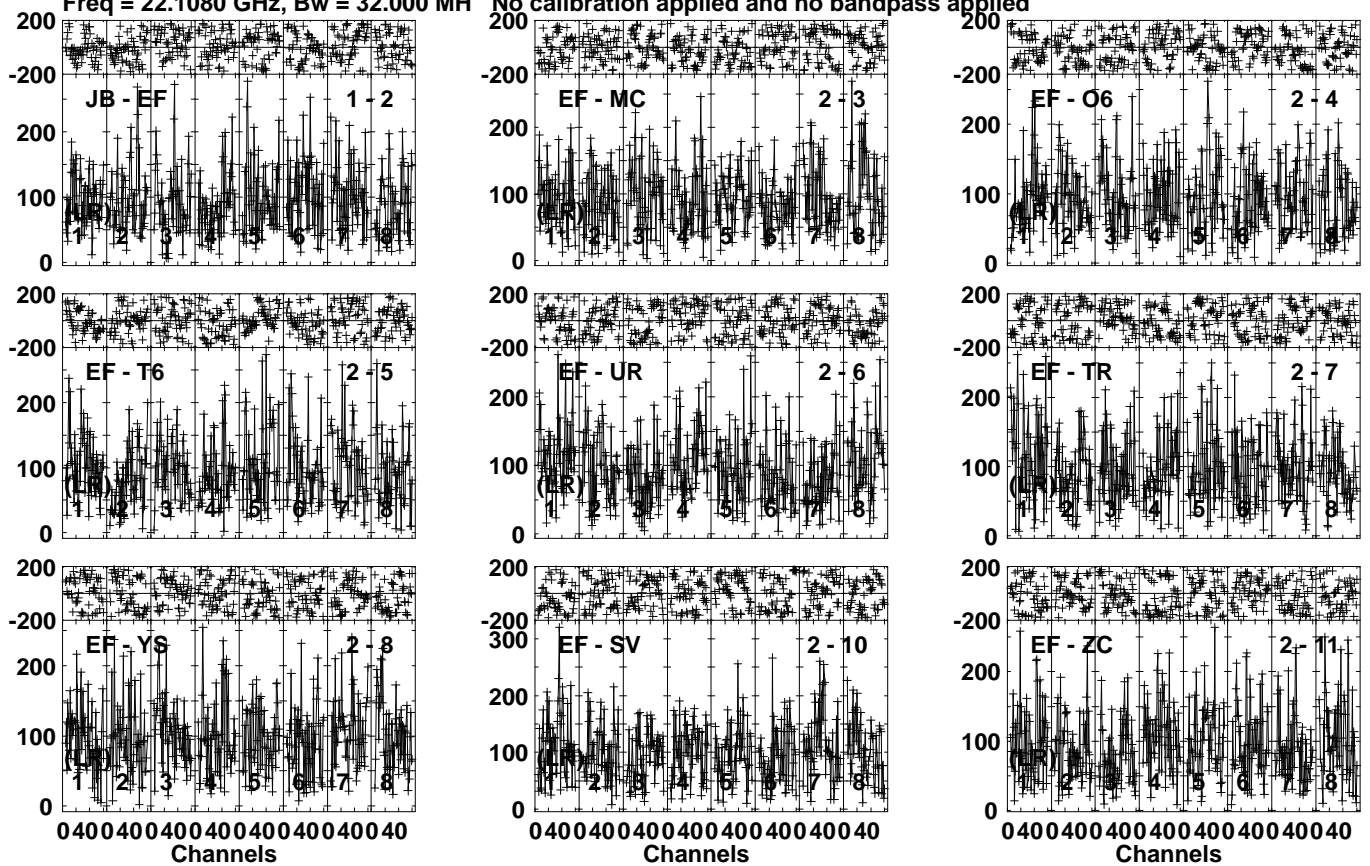 Freq = 22.1080 GHz, Bw = 32.000 MH No calibration applied and no bandpass applied
200
-200
JB - EF 1 - 2
200
100
0
(LR)
1 2 3 4 5 6 7 8
EF - MC 2 - 3
200
100
0
(LR)
1 2 3 4 5 6 7 8
200
-200
EF - O6 2 - 4
200
100
0
(LR)
1 2 3 4 5 6 7 8
200
-200
EF - T6 2 - 5
200
100
0
(LR)
1 2 3 4 5 6 7 8
200
-200
EF - UR 2 - 6
200
100
0
(LR)
1 2 3 4 5 6 7 8
200
-200
EF - TR 2 - 7
200
100
0
(LR)
1 2 3 4 5 6 7 8
200
-200
EF - YS 2 - 8
200
100
0
(LR)
1 2 3 4 5 6 7 8
0 40 0 40 0 40 0 40 0 40 0 40 0 40 0 40
Channels
200
-200
EF - SV 2 - 10
300
200
100
0
(LR)
1 2 3 4 5 6 7 8
0 40 0 40 0 40 0 40 0 40 0 40 0 40 0 40
Channels
200
-200
EF - ZC 2 - 11
200
100
0
(LR)
1 2 3 4 5 6 7 8
0 40 0 40 0 40 0 40 0 40 0 40 0 40 0 40
Channels